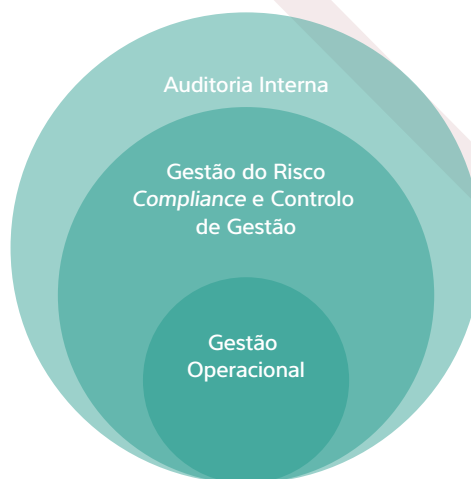 Auditoria Interna
Gestão do Risco
Compliance e Controlo
de Gestão
Gestão
Operacional